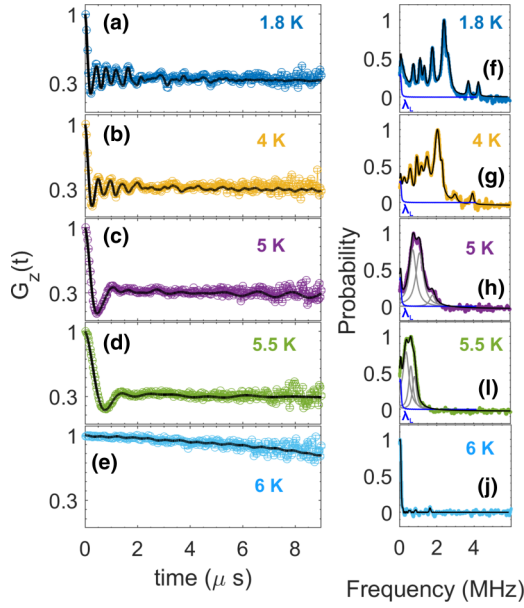 (a)
1.8 K
1
0.3
(b)
4 K
1
0.3
(c)
5 K
1
0.3
(d)
5.5 K
1
0.3
(e)
6 K
1
0.3
G_z(t)
0 2 4 6 8
time (μ s)
1.8 K
(f)
1
0.5
0
λ_L
4 K
(g)
1
0.5
0
λ_L
5 K
(h)
1
0.5
0
λ_L
5.5 K
(I)
1
0.5
0
λ_L
6 K
(j)
1
0.5
0
Probability
0 2 4
Frequency (MHz)